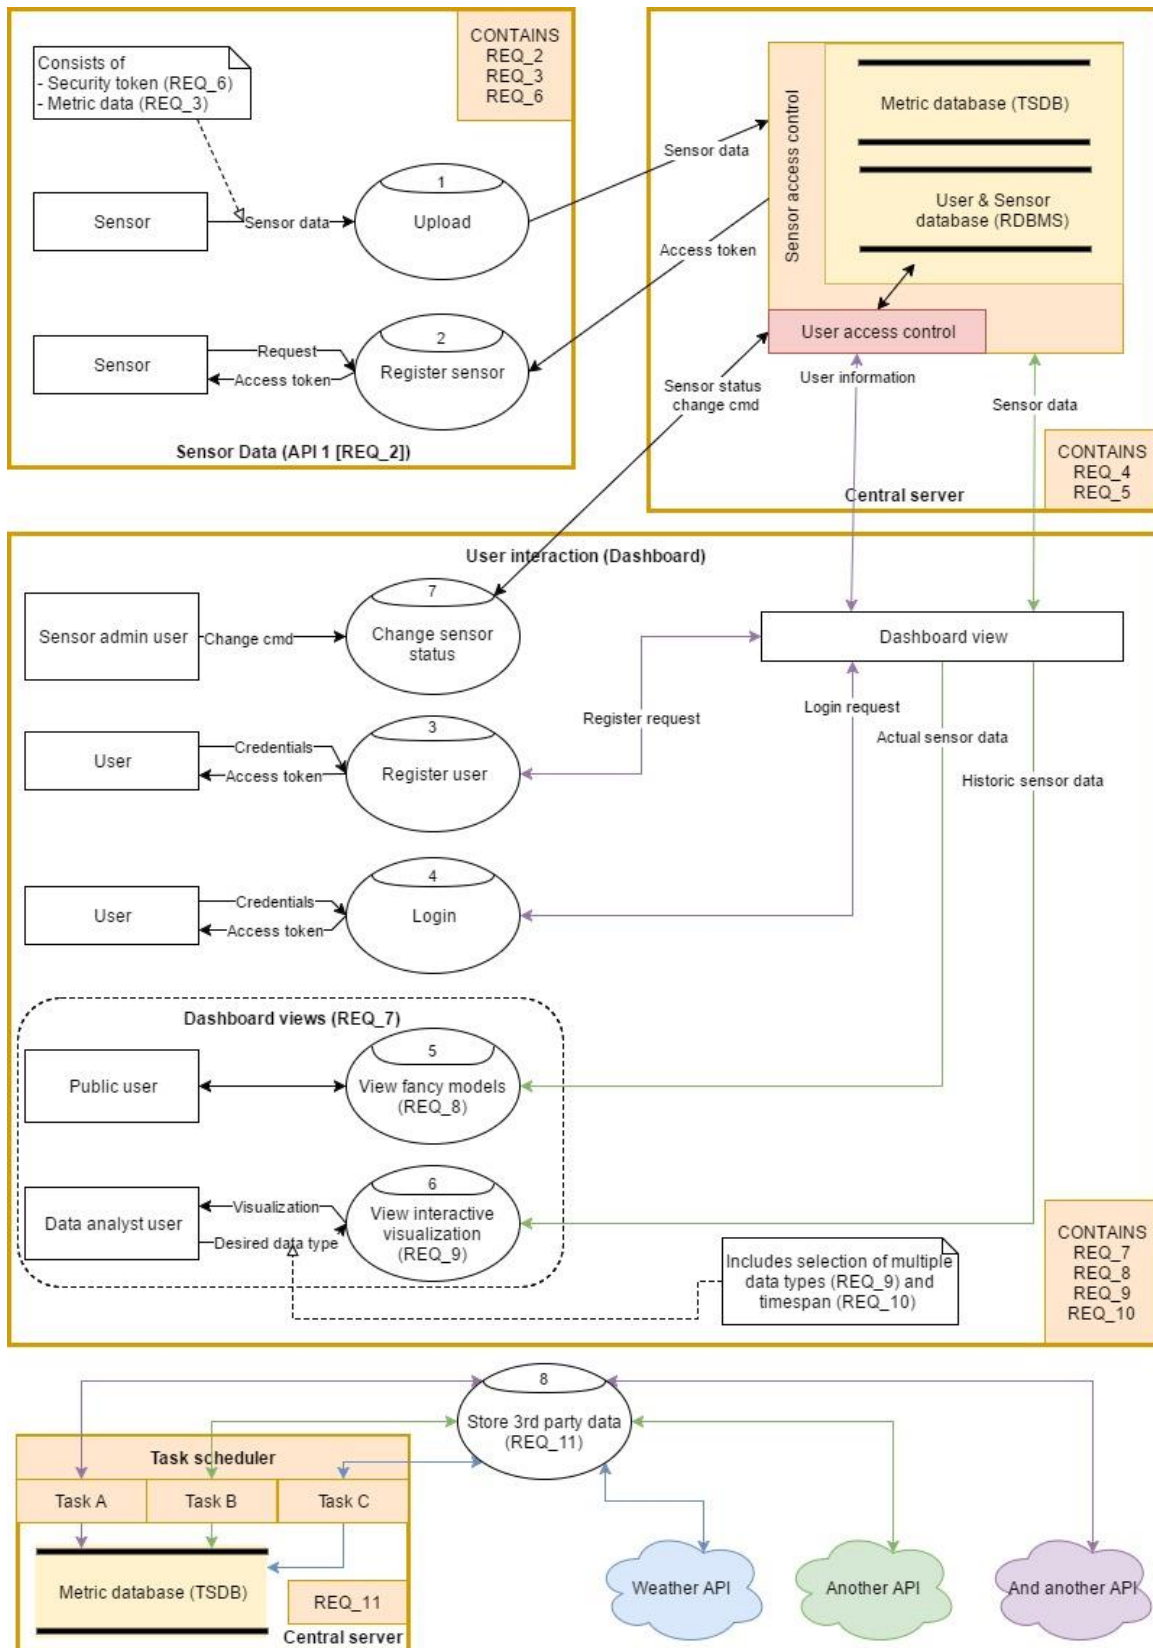 Consists of
- Security token (REQ_6)
- Metric data (REQ_3)
CONTAINS
REQ_2
REQ_3
REQ_6
Sensor
Sensor data
1
Upload
Sensor
Request
Access token
2
Register sensor
Sensor Data (API 1 [REQ_2])
Sensor data
Access token
Sensor status
change cmd
Sensor access control
Metric database (TSDB)
User & Sensor
database (RDBMS)
User access control
User information
Sensor data
CONTAINS
REQ_4
REQ_5
Central server
User interaction (Dashboard)
Sensor admin user
Change cmd
7
Change sensor
status
Dashboard view
User
Credentials
Access token
3
Register user
Register request
Login request
Actual sensor data
Historic sensor data
User
Credentials
Access token
4
Login
Dashboard views (REQ_7)
Public user
5
View fancy models
(REQ_8)
Data analyst user
Visualization
Desired data type
6
View interactive
visualization
(REQ_9)
Includes selection of multiple
data types (REQ_9) and
timespan (REQ_10)
CONTAINS
REQ_7
REQ_8
REQ_9
REQ_10
8
Store 3rd party data
(REQ_11)
Task scheduler
Task A
Task B
Task C
Metric database (TSDB)
REQ_11
Central server
Weather API
Another API
And another API